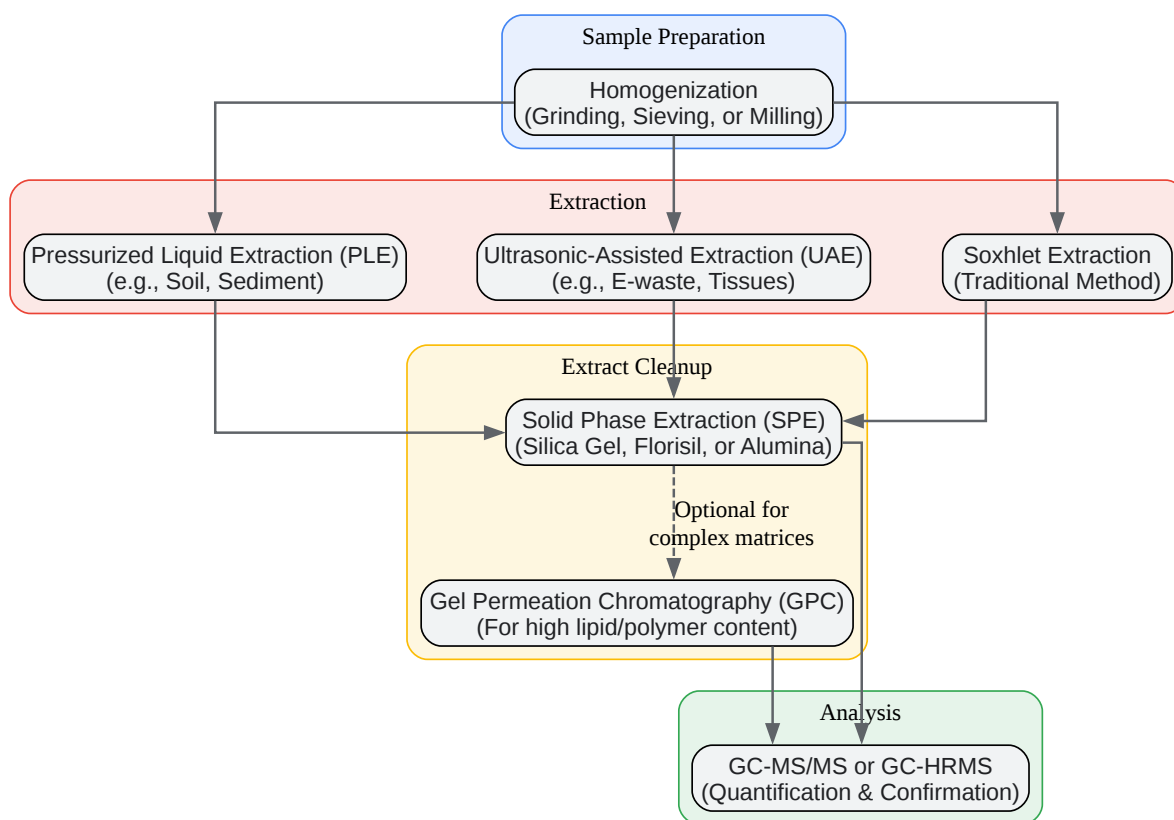 Sample Preparation
Homogenization
(Grinding, Sieving, or Milling)
Extraction
Pressurized Liquid Extraction (PLE)
(e.g., Soil, Sediment)
Ultrasonic-Assisted Extraction (UAE)
(e.g., E-waste, Tissues)
Soxhlet Extraction
(Traditional Method)
Extract Cleanup
Solid Phase Extraction (SPE)
(Silica Gel, Florisil, or Alumina)
Optional for
complex matrices
Gel Permeation Chromatography (GPC)
(For high lipid/polymer content)
Analysis
GC-MS/MS or GC-HRMS
(Quantification & Confirmation)